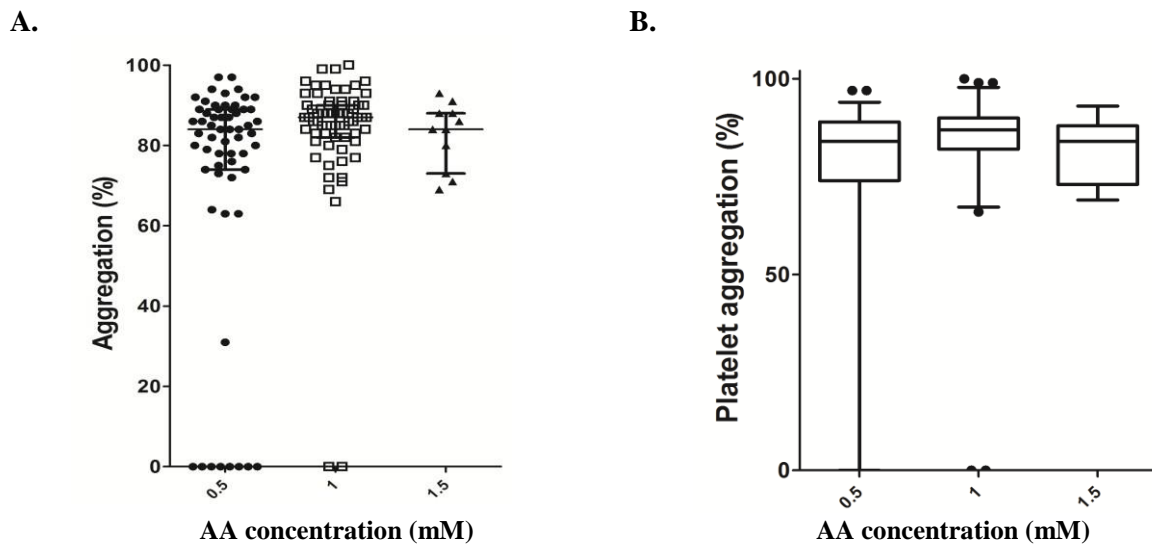 A.
B.
Aggregation (%)
100
80
60
40
20
0
0.5
1
1.5
AA concentration (mM)
Platelet aggregation (%)
100
50
0
0.5
1
1.5
AA concentration (mM)